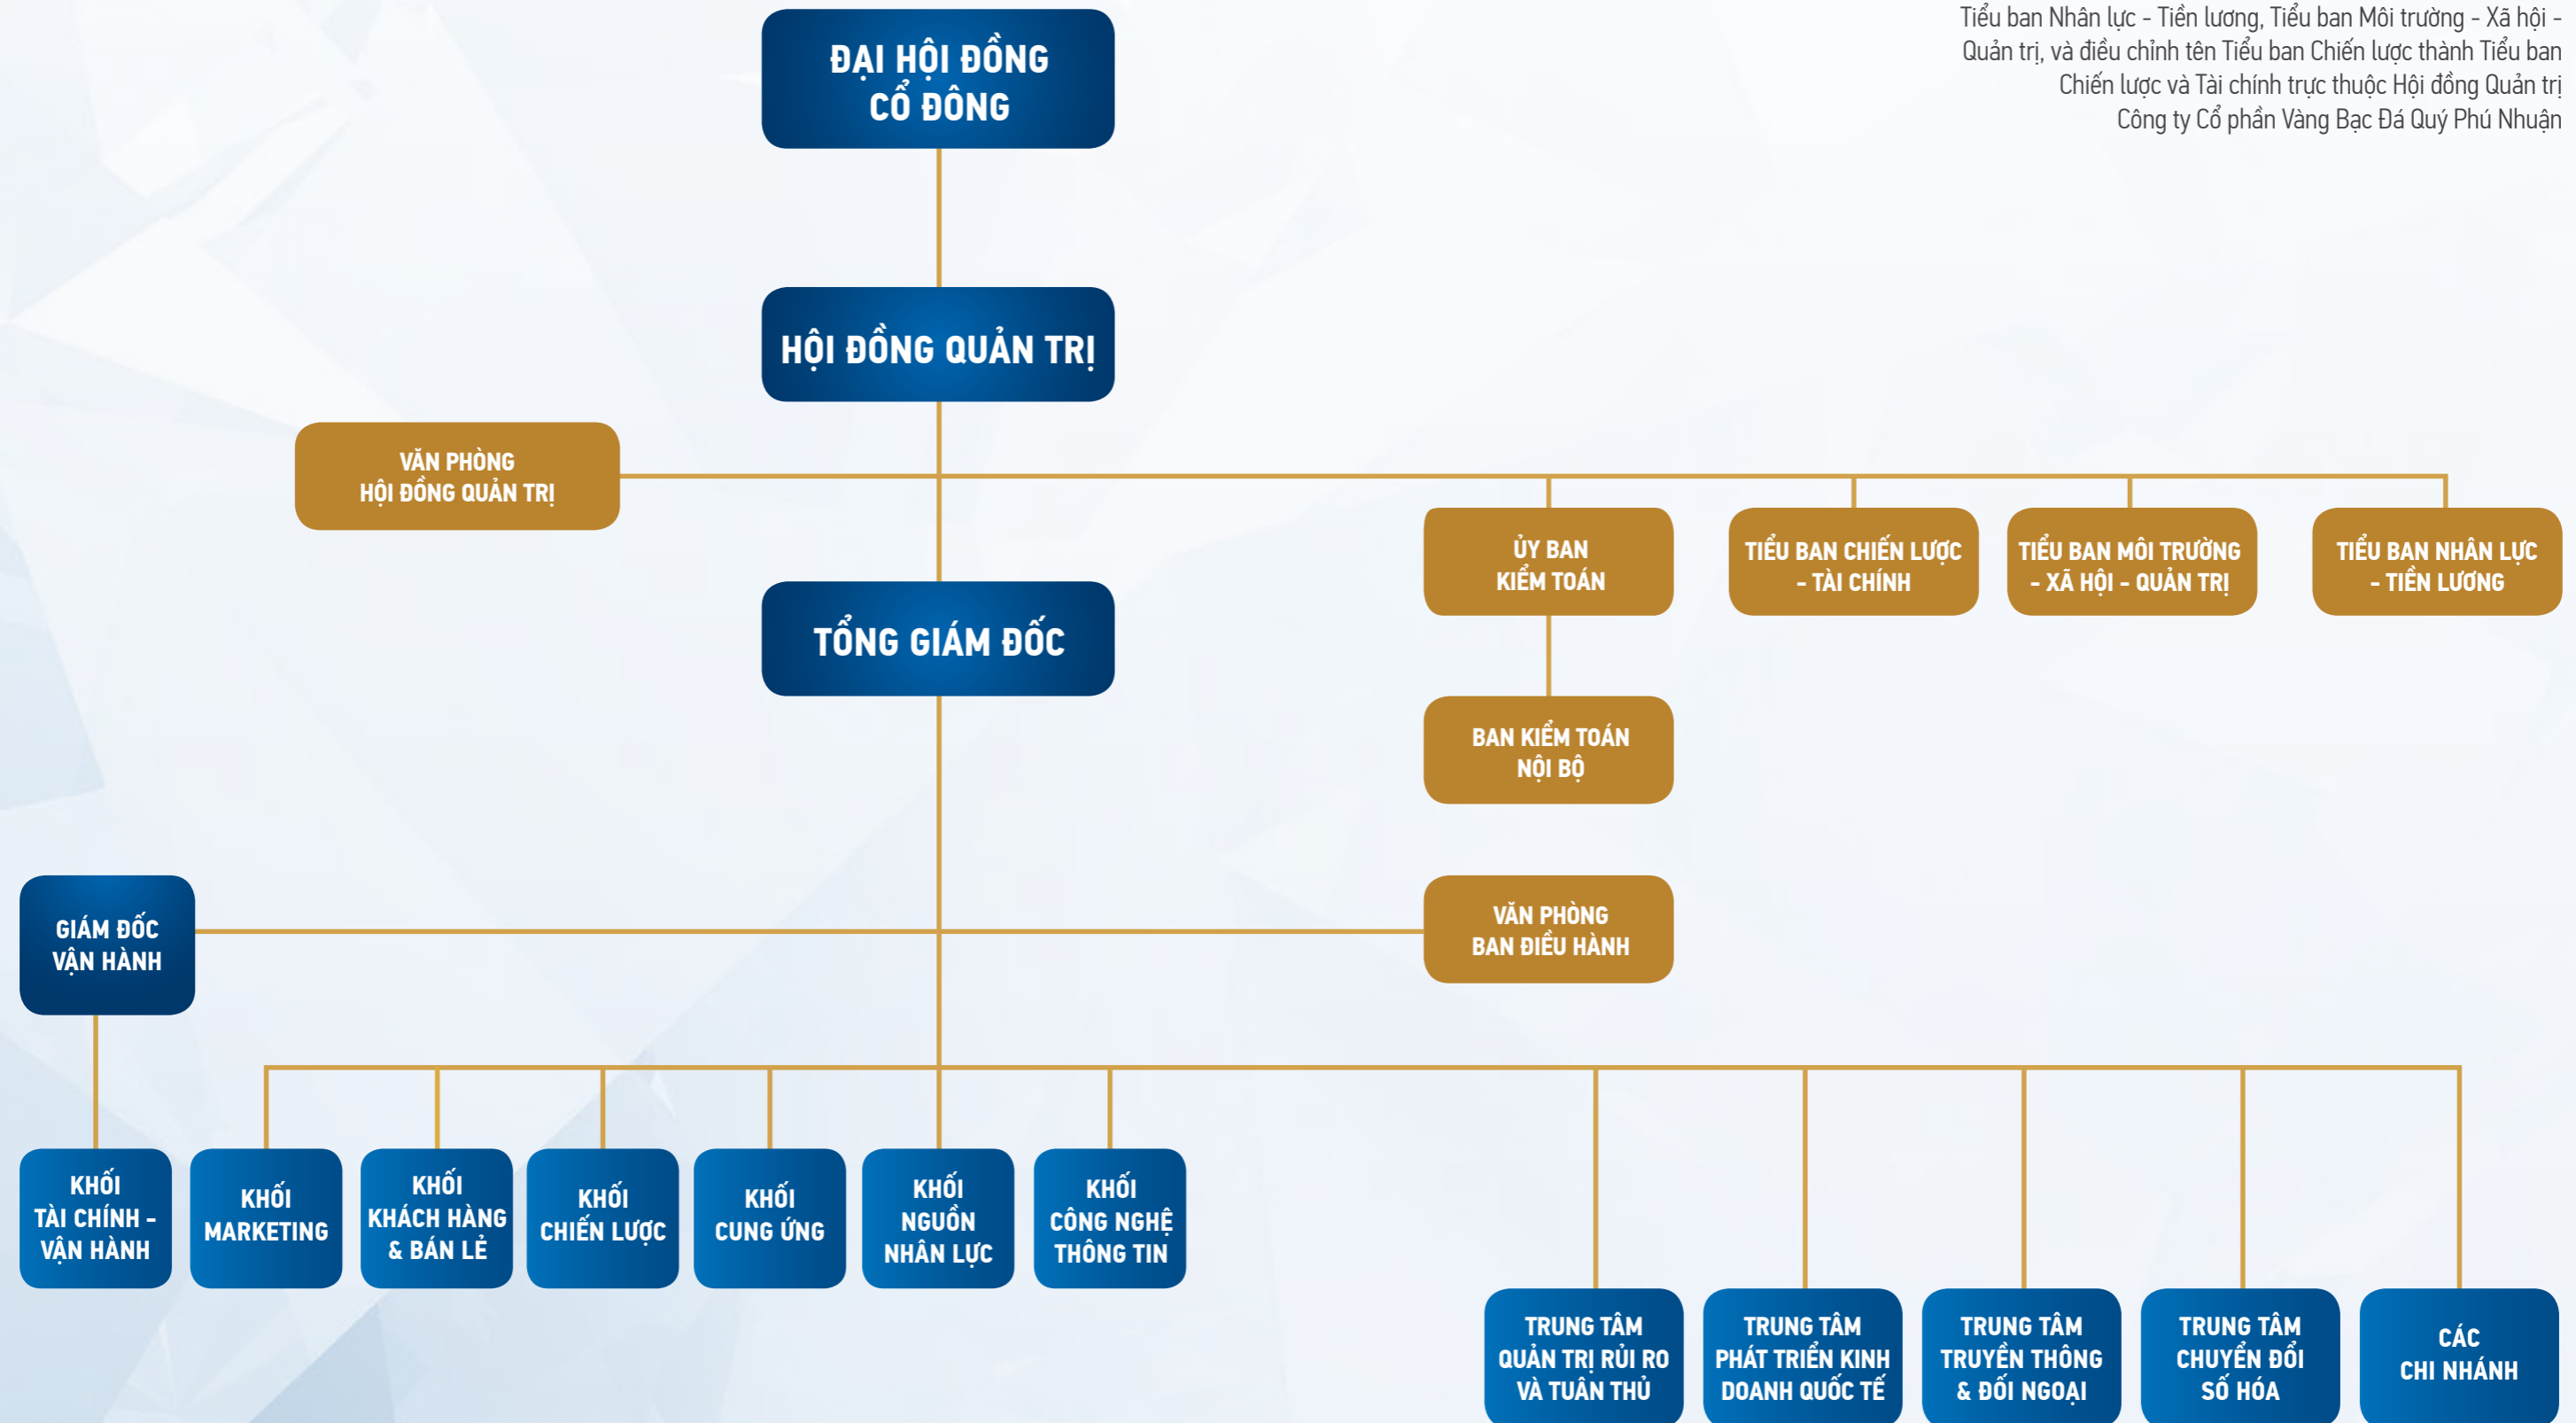 Tiểu ban Nhân lực - Tiền lương, Tiểu ban Môi trường - Xã hội -
Quản trị, và điều chỉnh tên Tiểu ban Chiến lược thành Tiểu ban
Chiến lược và Tài chính trực thuộc Hội đồng Quản trị
Công ty Cổ phần Vàng Bạc Đá Quý Phú Nhuận
ĐẠI HỘI ĐỒNG
CỔ ĐÔNG
HỘI ĐỒNG QUẢN TRỊ
VĂN PHÒNG
HỘI ĐỒNG QUẢN TRỊ
ỦY BAN
KIỂM TOÁN
TIỂU BAN CHIẾN LƯỢC
- TÀI CHÍNH
TIỂU BAN MÔI TRƯỜNG
- XÃ HỘI - QUẢN TRỊ
TIỂU BAN NHÂN LỰC
- TIỀN LƯƠNG
TỔNG GIÁM ĐỐC
BAN KIỂM TOÁN
NỘI BỘ
GIÁM ĐỐC
VẬN HÀNH
VĂN PHÒNG
BAN ĐIỀU HÀNH
KHỐI
TÀI CHÍNH -
VẬN HÀNH
KHỐI
MARKETING
KHỐI
KHÁCH HÀNG
& BÁN LẺ
KHỐI
CHIẾN LƯỢC
KHỐI
CUNG ỨNG
KHỐI
NGUỒN
NHÂN LỰC
KHỐI
CÔNG NGHỆ
THÔNG TIN
TRUNG TÂM
QUẢN TRỊ RỦI RO
VÀ TUÂN THỦ
TRUNG TÂM
PHÁT TRIỂN KINH
DOANH QUỐC TẾ
TRUNG TÂM
TRUYỀN THÔNG
& ĐỐI NGOẠI
TRUNG TÂM
CHUYỂN ĐỔI
SỐ HÓA
CÁC
CHI NHÁNH